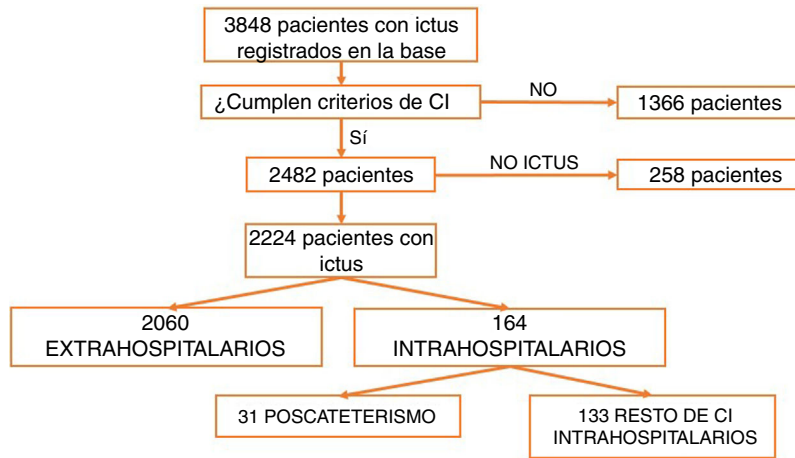 3848 pacientes con ictus
registrados en la base
¿Cumplen criterios de CI
NO
1366 pacientes
Sí
2482 pacientes
NO ICTUS
258 pacientes
2224 pacientes con
ictus
2060
EXTRAHOSPITALARIOS
164
INTRAHOSPITALARIOS
31 POSCATETERISMO
133 RESTO DE CI
INTRAHOSPITALARIOS